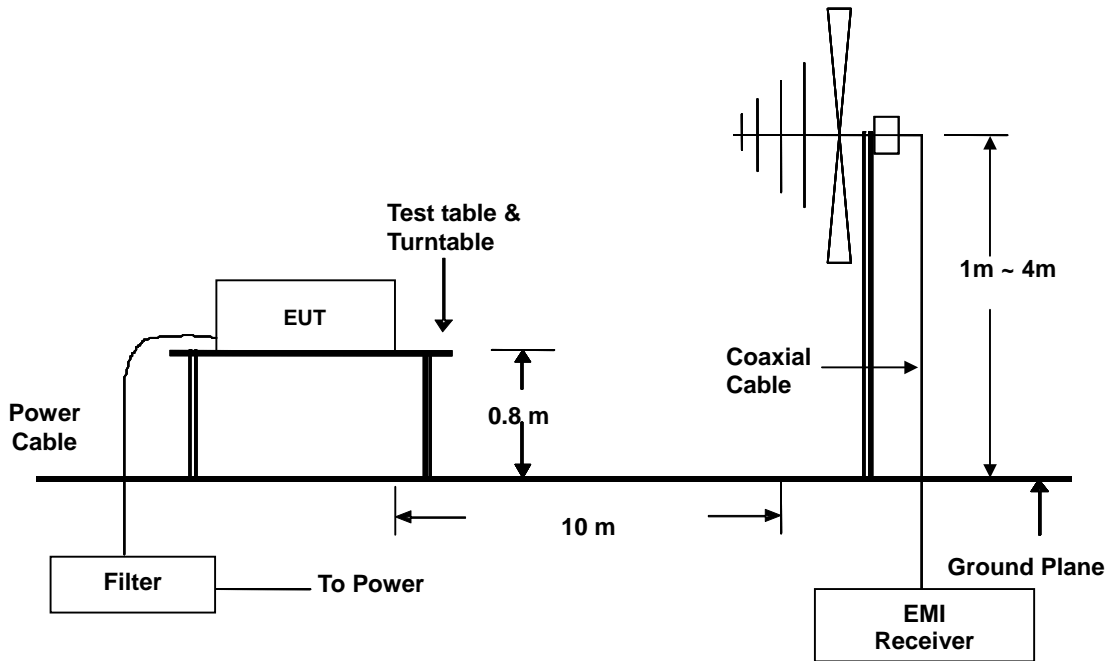 Test table &
Turntable
EUT
1m ~ 4m
Coaxial
Cable
0.8 m
Power
Cable
10 m
Filter
To Power
Ground Plane
EMI
Receiver